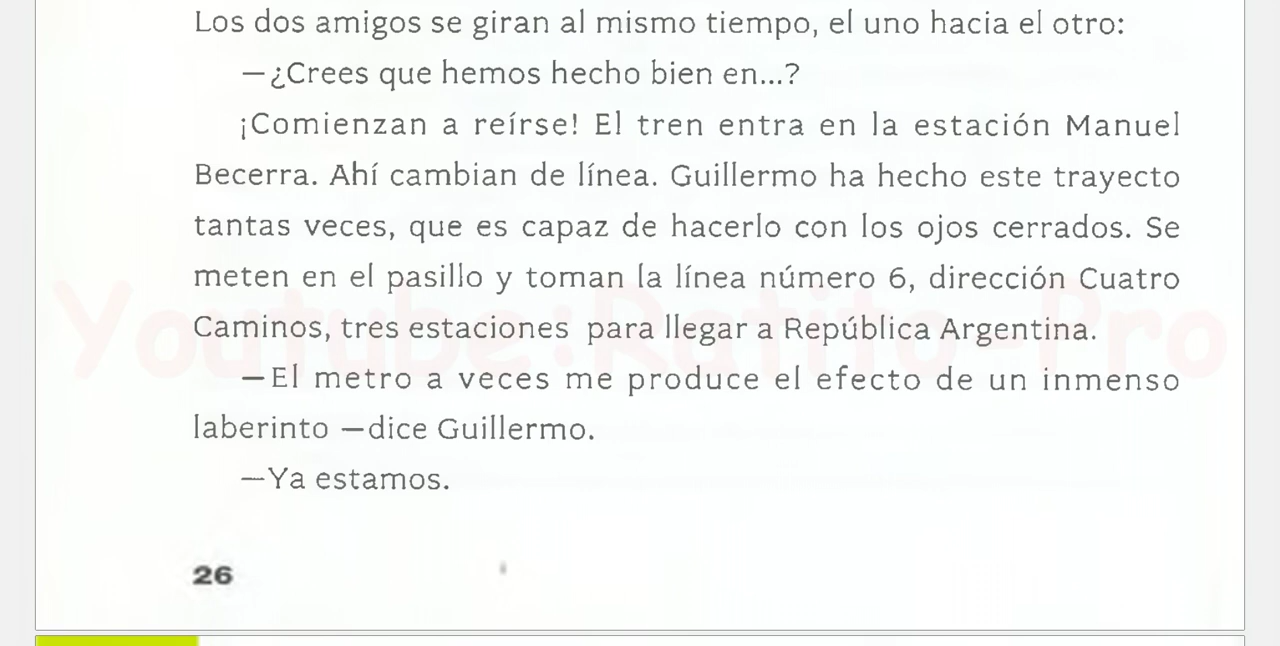 Los dos amigos se giran al mismo tiempo, el uno hacia el otro:
—¿Crees que hemos hecho bien en...?
¡Comienzan a reírse! El tren entra en la estación Manuel
Becerra. Ahí cambian de línea. Guillermo ha hecho este trayecto
tantas veces, que es capaz de hacerlo con los ojos cerrados. Se
meten en el pasillo y toman la línea número 6, dirección Cuatro
Caminos, tres estaciones para llegar a República Argentina.
Youtube:Ratito-Pro
—El metro a veces me produce el efecto de un inmenso
laberinto —dice Guillermo.
—Ya estamos.
26